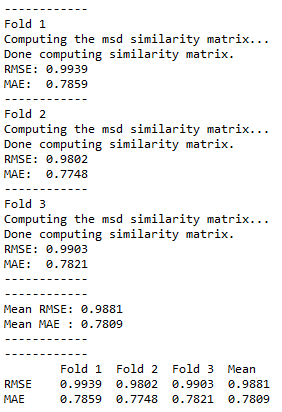 ------------
Fold 1
Computing the msd similarity matrix...
Done computing similarity matrix.
RMSE: 0.9939
MAE:  0.7859
------------
Fold 2
Computing the msd similarity matrix...
Done computing similarity matrix.
RMSE: 0.9802
MAE:  0.7748
------------
Fold 3
Computing the msd similarity matrix...
Done computing similarity matrix.
RMSE: 0.9903
MAE:  0.7821
------------
------------
Mean RMSE: 0.9881
Mean MAE : 0.7809
------------
------------
        Fold 1  Fold 2  Fold 3  Mean
RMSE    0.9939  0.9802  0.9903  0.9881
MAE     0.7859  0.7748  0.7821  0.7809